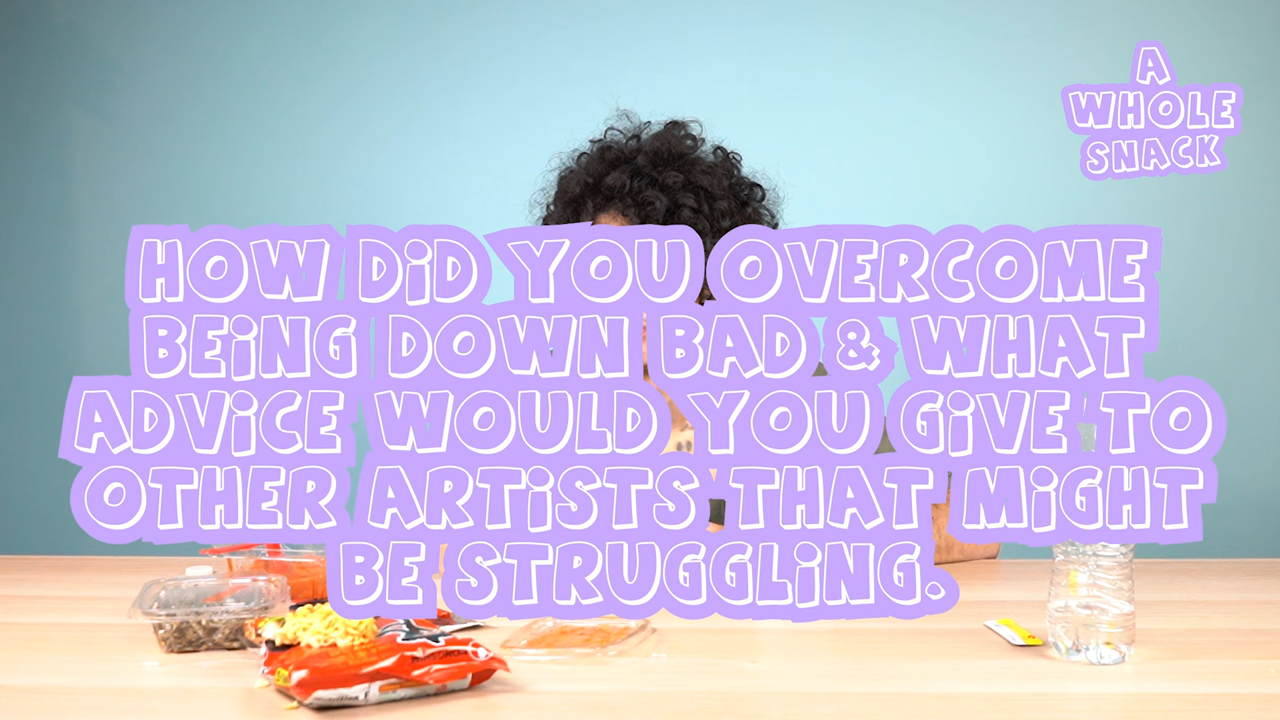 A
WHOLE
SNACK
HOW DiD YOU OVERCOME
BEiNG DOWN BAD & WHAT
ADViCE WOULD YOU GiVE TO
OTHER ARTiSTS THAT MiGHT
BE STRUGGLiNG.